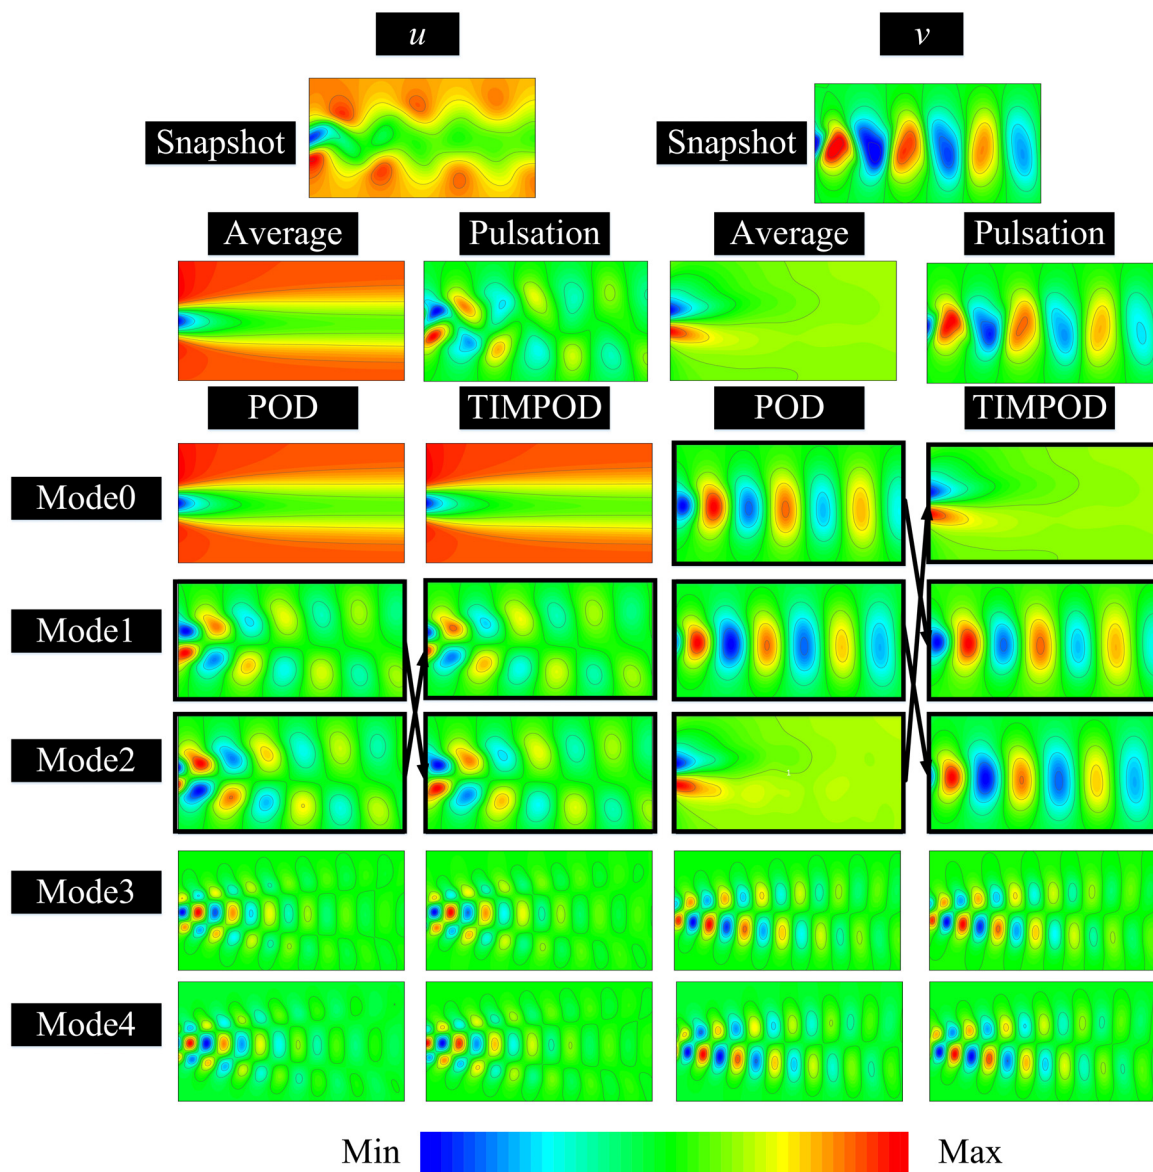 u v
Snapshot Snapshot
Average Pulsation Average Pulsation
POD TIMPOD POD TIMPOD
Mode0
Mode1
Mode2
Mode3
Mode4
Min Max